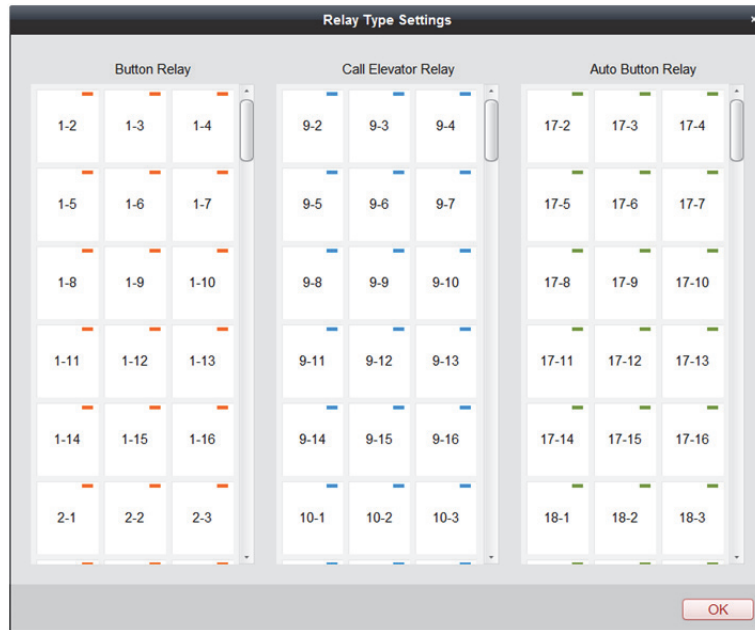 Relay Type Settings
×
Button Relay
Call Elevator Relay
Auto Button Relay
1-2 1-3 1-4 9-2 9-3 9-4 17-2 17-3 17-4
1-5 1-6 1-7 9-5 9-6 9-7 17-5 17-6 17-7
1-8 1-9 1-10 9-8 9-9 9-10 17-8 17-9 17-10
1-11 1-12 1-13 9-11 9-12 9-13 17-11 17-12 17-13
1-14 1-15 1-16 9-14 9-15 9-16 17-14 17-15 17-16
2-1 2-2 2-3 10-1 10-2 10-3 18-1 18-2 18-3
OK